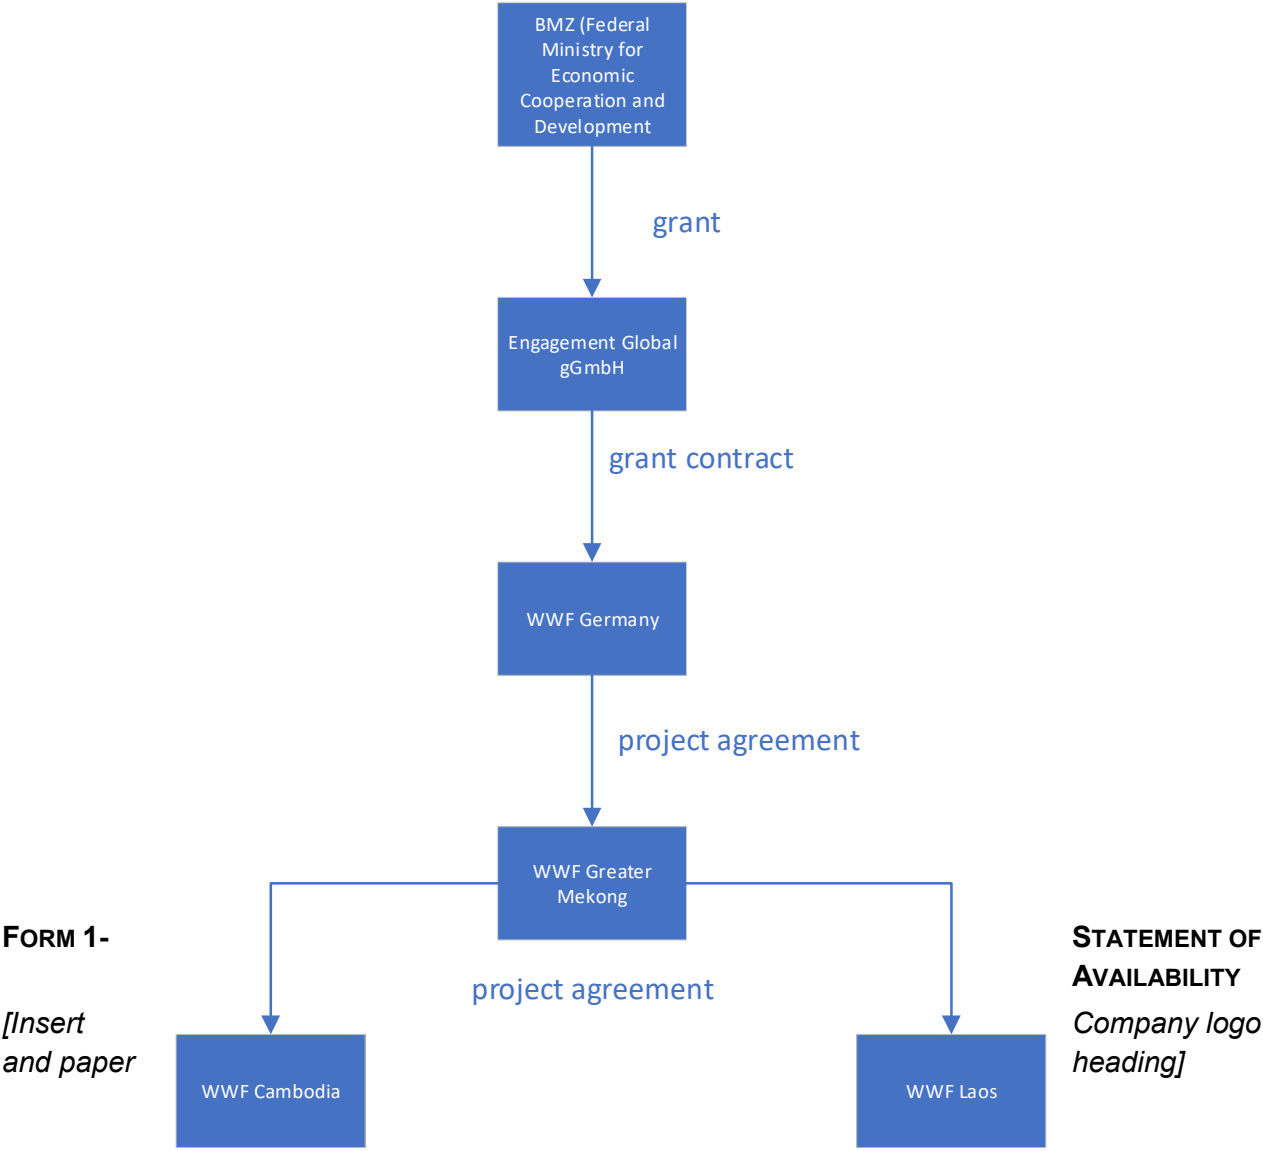 BMZ (Federal
Ministry for
Economic
Cooperation and
Development
grant
Engagement Global
gGmbH
grant contract
WWF Germany
project agreement
WWF Greater
Mekong
FORM 1-
STATEMENT OF
AVAILABILITY
project agreement
[Insert
Company logo
and paper
heading]
WWF Cambodia
WWF Laos